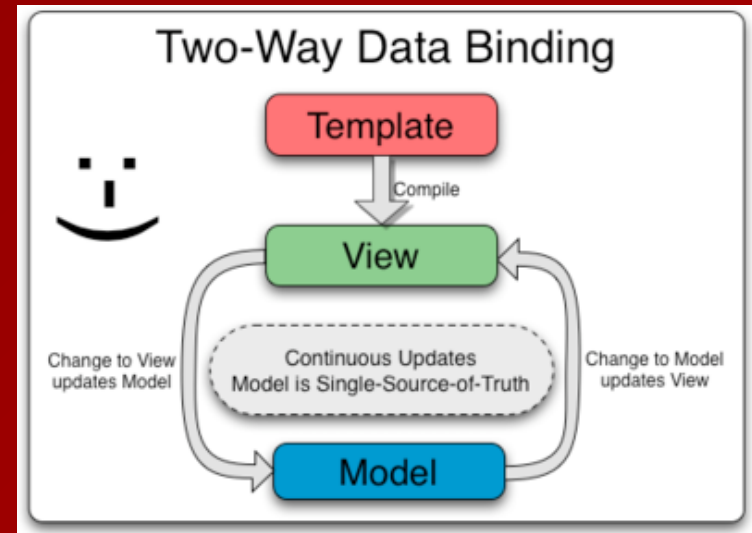 Two-Way Data Binding
Template
Compile
View
Change to View
updates Model
Continuous Updates
Model is Single-Source-of-Truth
Change to Model
updates View
Model